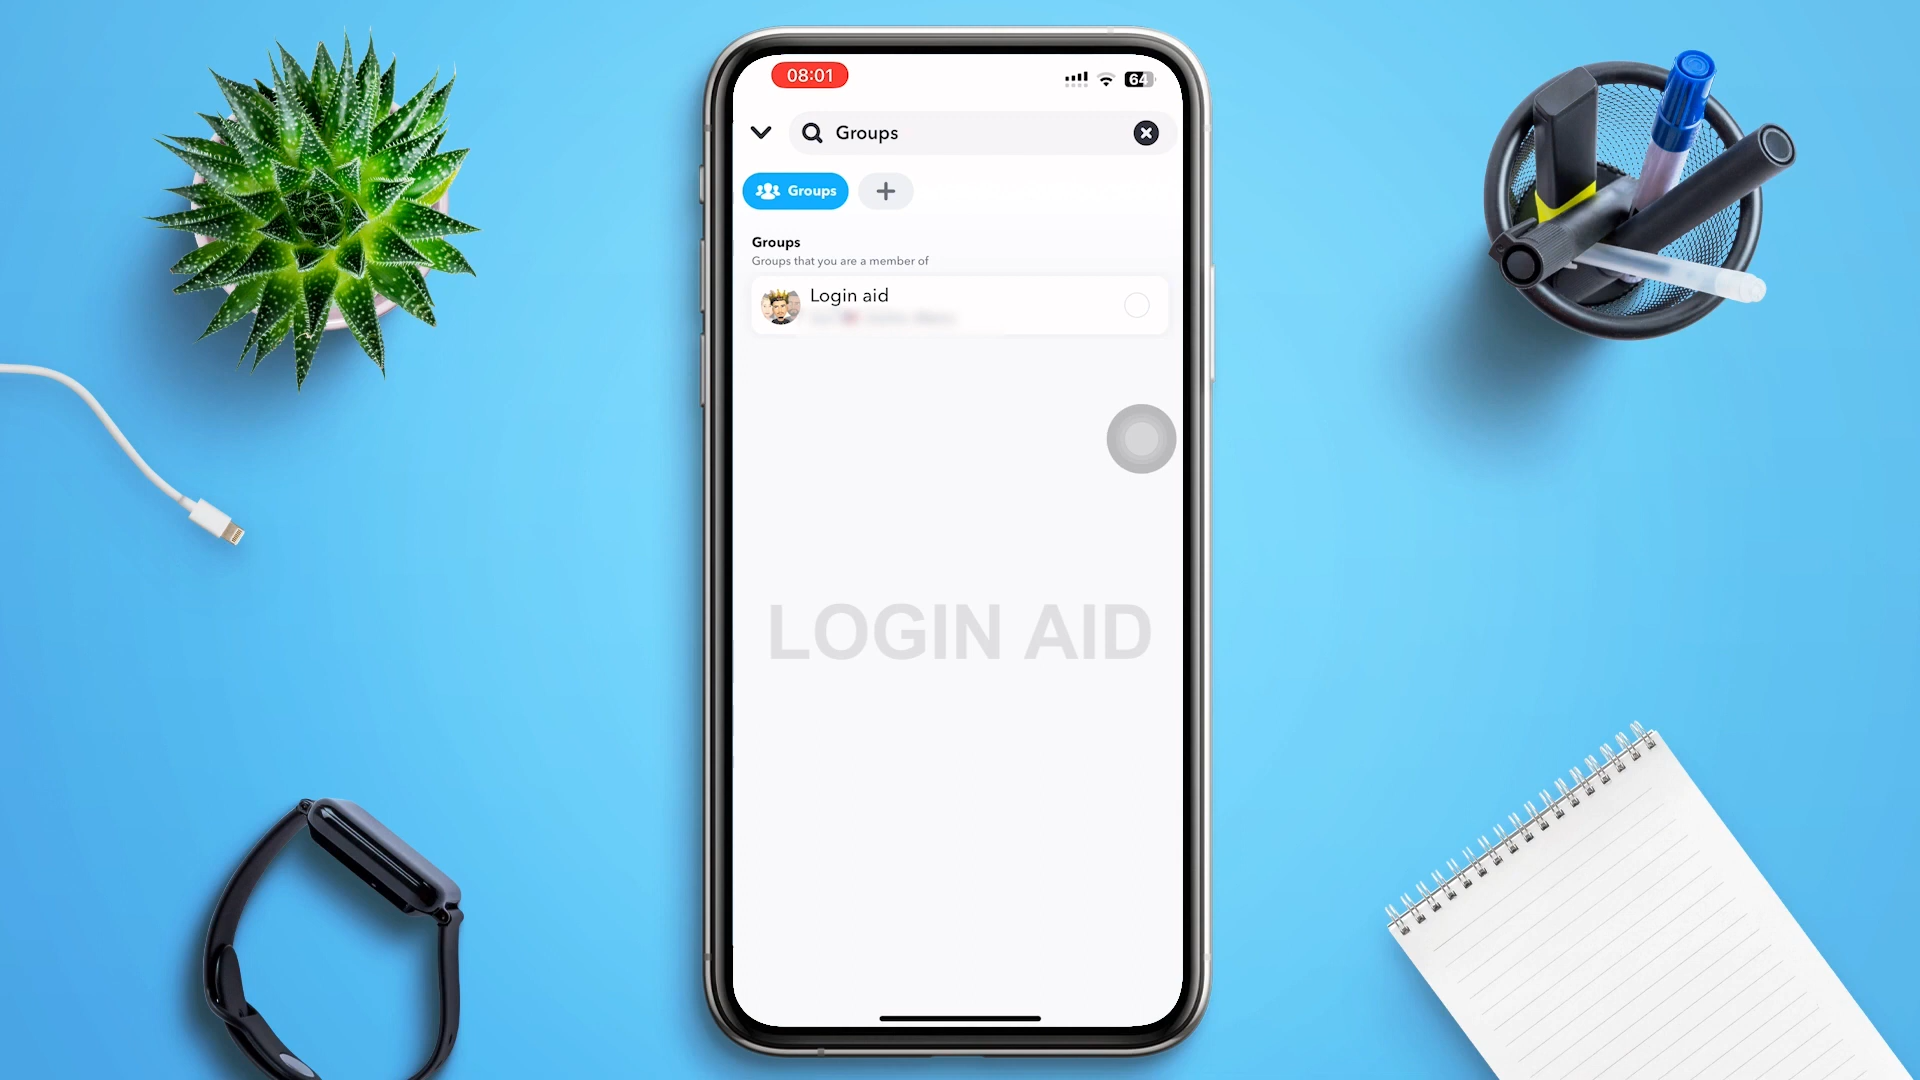 08:01
64
Groups
Groups
Groups
Groups that you are a member of
Login aid
LOGIN AID